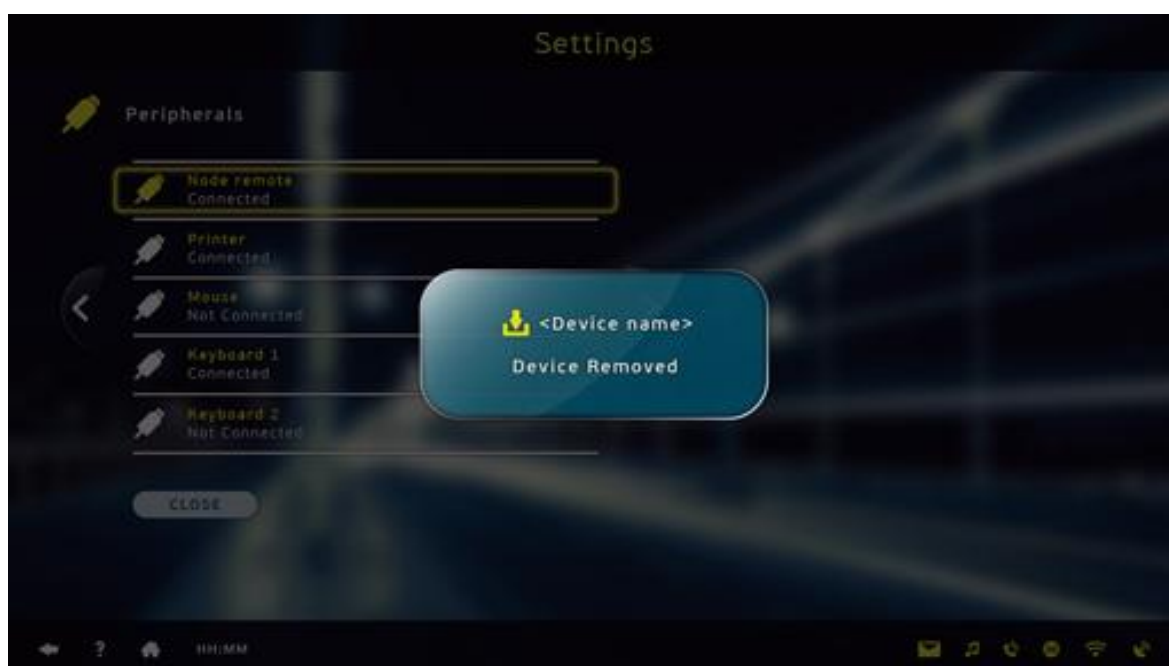 Settings
Peripherals
Node remote
Connected
Printer
Connected
Mouse
Not Connected
Keyboard 1
Connected
Keyboard 2
Not Connected
<Device name>
Device Removed
CLOSE
? HH:MM